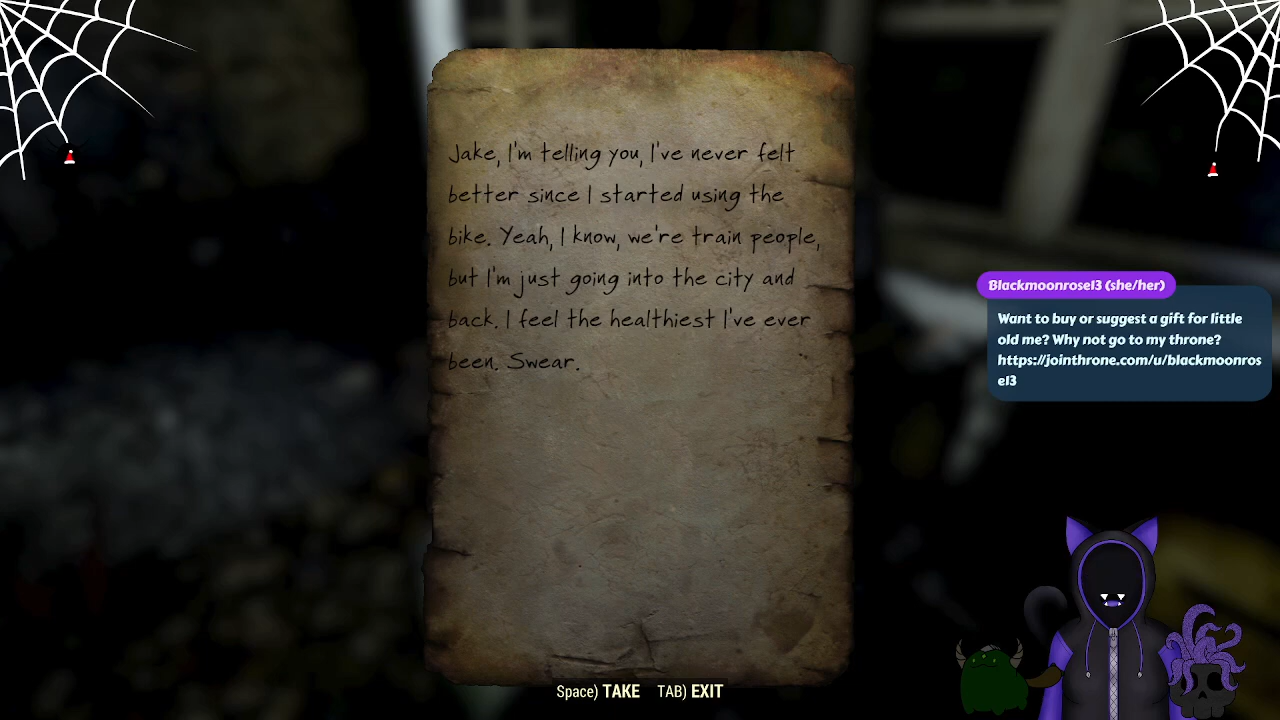 Jake, I'm telling you, I've never felt
better since I started using the
bike. Yeah, I know, we're train people,
but I'm just going into the city and
back. I feel the healthiest I've ever
been. Swear.
Blackmoonrose13 (she/her)
Want to buy or suggest a gift for little
old me? Why not go to my throne?
https://jointhrone.com/u/blackmoonros
e13
Space) TAKE TAB) EXIT